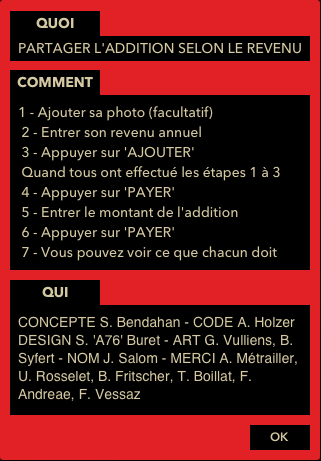 QUOI
PARTAGER L'ADDITION SELON LE REVENU
COMMENT
1 - Ajouter sa photo (facultatif)
2 - Entrer son revenu annuel
3 - Appuyer sur 'AJOUTER'
Quand tous ont effectué les étapes 1 à 3
4 - Appuyer sur 'PAYER'
5 - Entrer le montant de l'addition
6 - Appuyer sur 'PAYER'
7 - Vous pouvez voir ce que chacun doit
QUI
CONCEPTE S. Bendahan - CODE A. Holzer
DESIGN S. 'A76' Buret - ART G. Vulliens, B.
Syfert - NOM J. Salom - MERCI A. Métrailler,
U. Rosselet, B. Fritscher, T. Boillat, F.
Andreae, F. Vessaz
OK